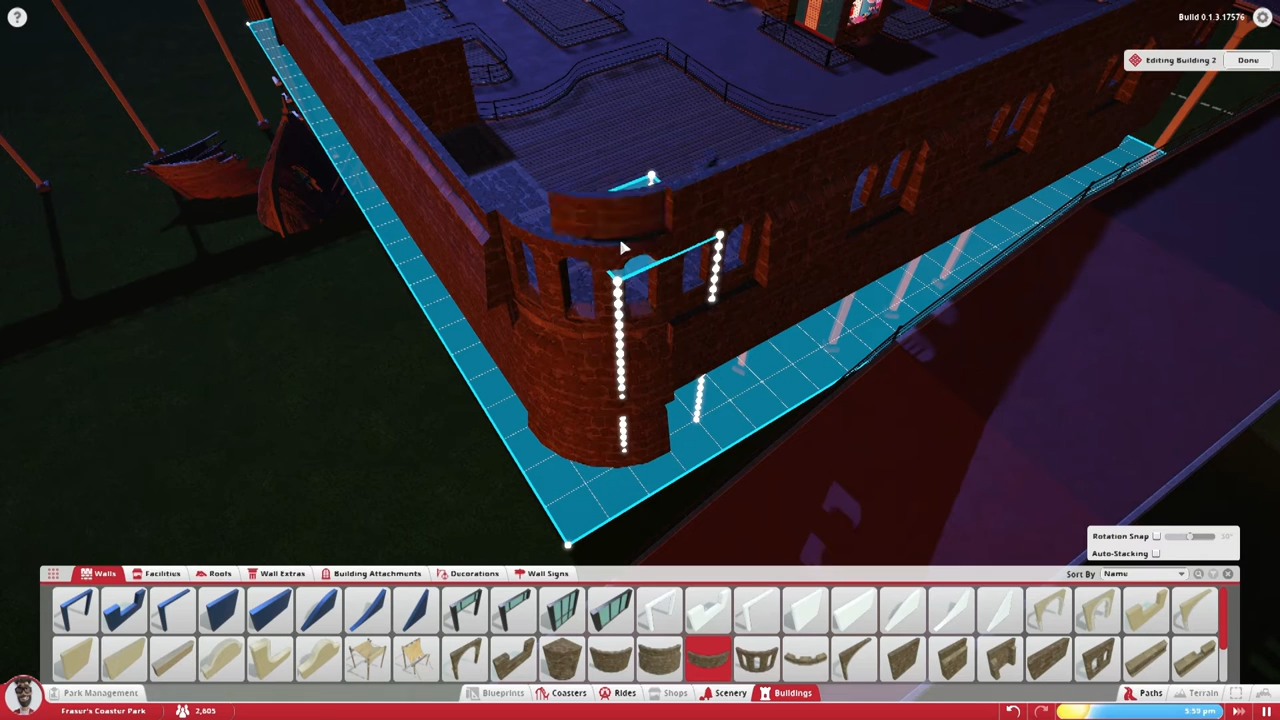 ?
Build 0.1.3.17576
Editing Building 2 Done
Rotation Snap 30°
Auto-Stacking
Walls Facilities Roofs Wall Extras Building Attachments Decorations Wall Signs Sort By Name
Park Management Blueprints Coasters Rides Shops Scenery Buildings Paths Terrain
Fraser's Coaster Park 2,605 5:59 pm